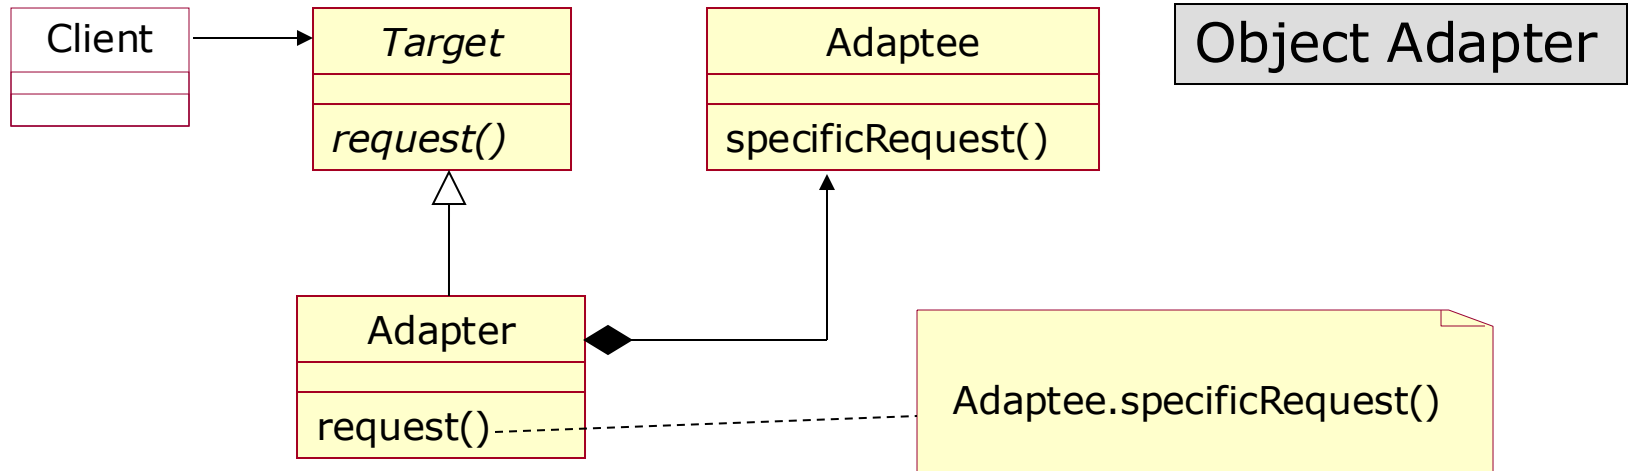 Client
Target
request()
Adaptee
specificRequest()
Object Adapter
Adapter
request()
Adaptee.specificRequest()